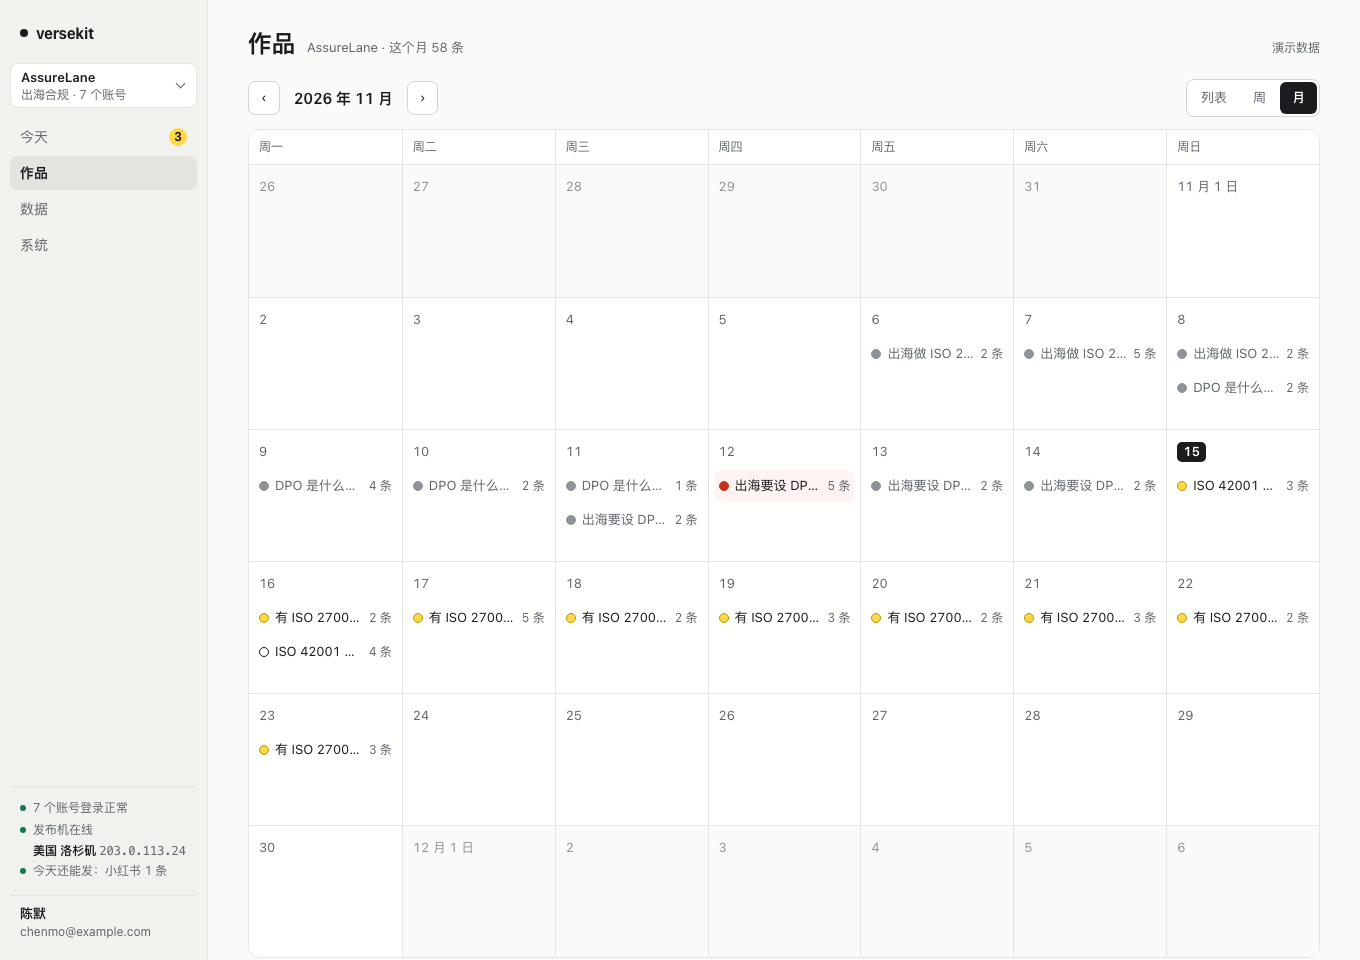 versekit
AssureLane
出海合规 · 7 个账号
今天 3
作品
数据
系统
7 个账号登录正常
发布机在线
美国 洛杉矶 203.0.113.24
今天还能发：小红书 1 条
陈默
chenmo@example.com
作品 AssureLane · 这个月 58 条 演示数据
‹ 2026 年 11 月 › 列表 周 月
周一 周二 周三 周四 周五 周六 周日
26 27 28 29 30 31 11 月 1 日
2 3 4 5 6 7 8
出海做 ISO 2... 2 条 出海做 ISO 2... 5 条 出海做 ISO 2... 2 条
DPO 是什么... 2 条
9 10 11 12 13 14 15
DPO 是什么... 4 条 DPO 是什么... 2 条 DPO 是什么... 1 条 出海要设 DP... 5 条 出海要设 DP... 2 条 出海要设 DP... 2 条 ISO 42001 ... 3 条
出海要设 DP... 2 条
16 17 18 19 20 21 22
有 ISO 2700... 2 条 有 ISO 2700... 5 条 有 ISO 2700... 2 条 有 ISO 2700... 3 条 有 ISO 2700... 2 条 有 ISO 2700... 3 条 有 ISO 2700... 2 条
ISO 42001 ... 4 条
23 24 25 26 27 28 29
有 ISO 2700... 3 条
30 12 月 1 日 2 3 4 5 6